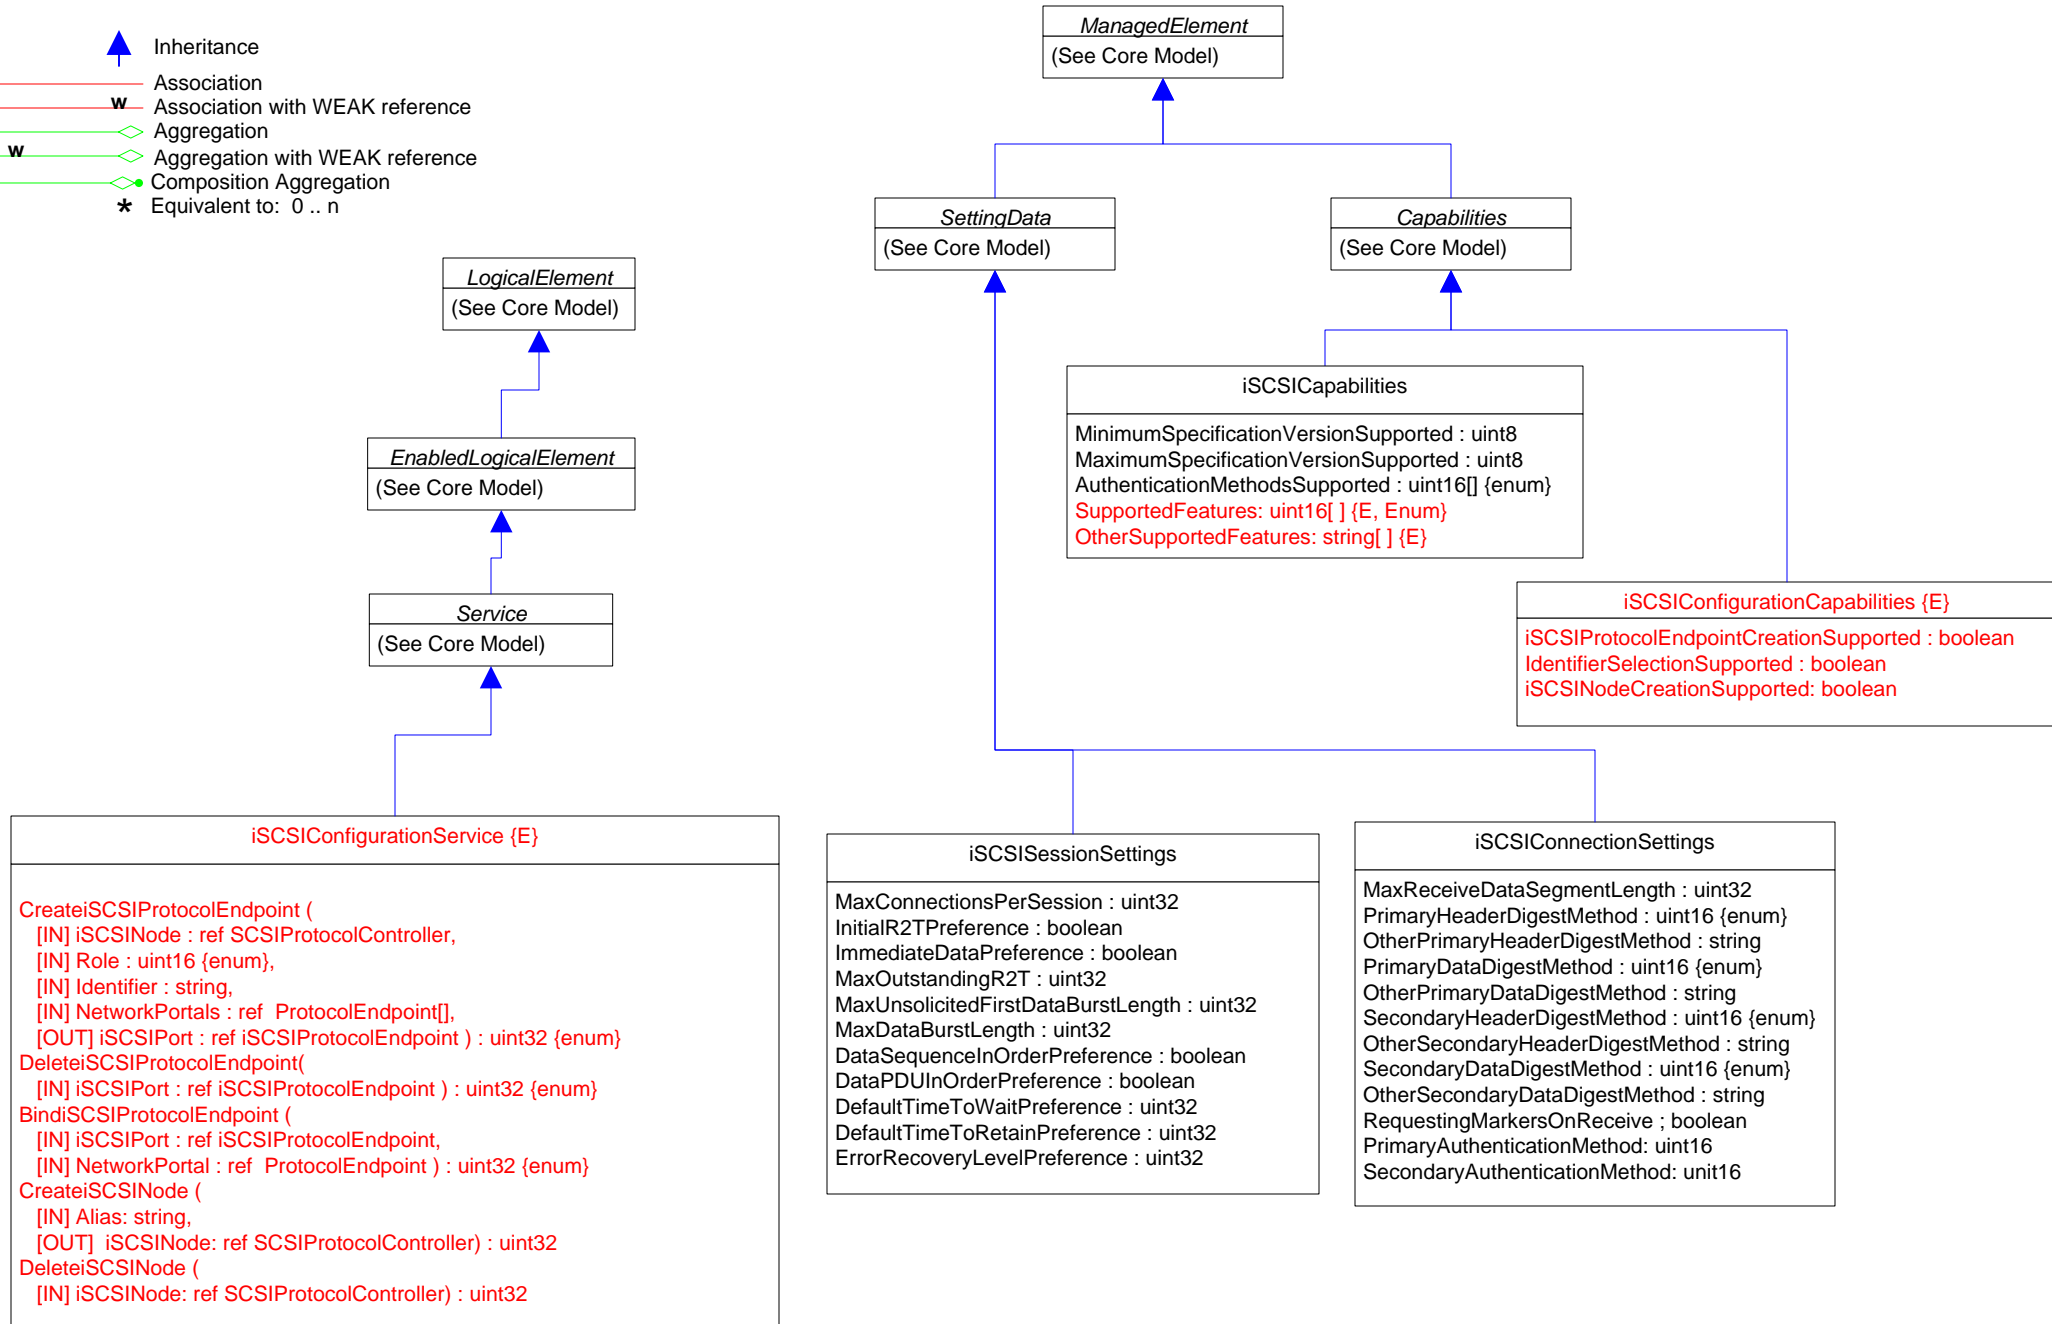 Inheritance
Association
w
Association with WEAK reference
Aggregation
w
Aggregation with WEAK reference
Composition Aggregation
* Equivalent to: 0 .. n
ManagedElement
(See Core Model)
SettingData
(See Core Model)
Capabilities
(See Core Model)
LogicalElement
(See Core Model)
EnabledLogicalElement
(See Core Model)
Service
(See Core Model)
iSCSICapabilities
MinimumSpecificationVersionSupported : uint8
MaximumSpecificationVersionSupported : uint8
AuthenticationMethodsSupported : uint16[] {enum}
SupportedFeatures: uint16[ ] {E, Enum}
OtherSupportedFeatures: string[ ] {E}
iSCSIConfigurationCapabilities {E}
iSCSIProtocolEndpointCreationSupported : boolean
IdentifierSelectionSupported : boolean
iSCSINodeCreationSupported: boolean
iSCSIConfigurationService {E}
CreateiSCSIProtocolEndpoint (
[IN] iSCSINode : ref SCSIProtocolController,
[IN] Role : uint16 {enum},
[IN] Identifier : string,
[IN] NetworkPortals : ref  ProtocolEndpoint[],
[OUT] iSCSIPort : ref iSCSIProtocolEndpoint ) : uint32 {enum}
DeleteiSCSIProtocolEndpoint(
[IN] iSCSIPort : ref iSCSIProtocolEndpoint ) : uint32 {enum}
BindiSCSIProtocolEndpoint (
[IN] iSCSIPort : ref iSCSIProtocolEndpoint,
[IN] NetworkPortal : ref  ProtocolEndpoint ) : uint32 {enum}
CreateiSCSINode (
[IN] Alias: string,
[OUT]  iSCSINode: ref SCSIProtocolController) : uint32
DeleteiSCSINode (
[IN] iSCSINode: ref SCSIProtocolController) : uint32
iSCSISessionSettings
MaxConnectionsPerSession : uint32
InitialR2TPreference : boolean
ImmediateDataPreference : boolean
MaxOutstandingR2T : uint32
MaxUnsolicitedFirstDataBurstLength : uint32
MaxDataBurstLength : uint32
DataSequenceInOrderPreference : boolean
DataPDUInOrderPreference : boolean
DefaultTimeToWaitPreference : uint32
DefaultTimeToRetainPreference : uint32
ErrorRecoveryLevelPreference : uint32
iSCSIConnectionSettings
MaxReceiveDataSegmentLength : uint32
PrimaryHeaderDigestMethod : uint16 {enum}
OtherPrimaryHeaderDigestMethod : string
PrimaryDataDigestMethod : uint16 {enum}
OtherPrimaryDataDigestMethod : string
SecondaryHeaderDigestMethod : uint16 {enum}
OtherSecondaryHeaderDigestMethod : string
SecondaryDataDigestMethod : uint16 {enum}
OtherSecondaryDataDigestMethod : string
RequestingMarkersOnReceive ; boolean
PrimaryAuthenticationMethod: uint16
SecondaryAuthenticationMethod: unit16